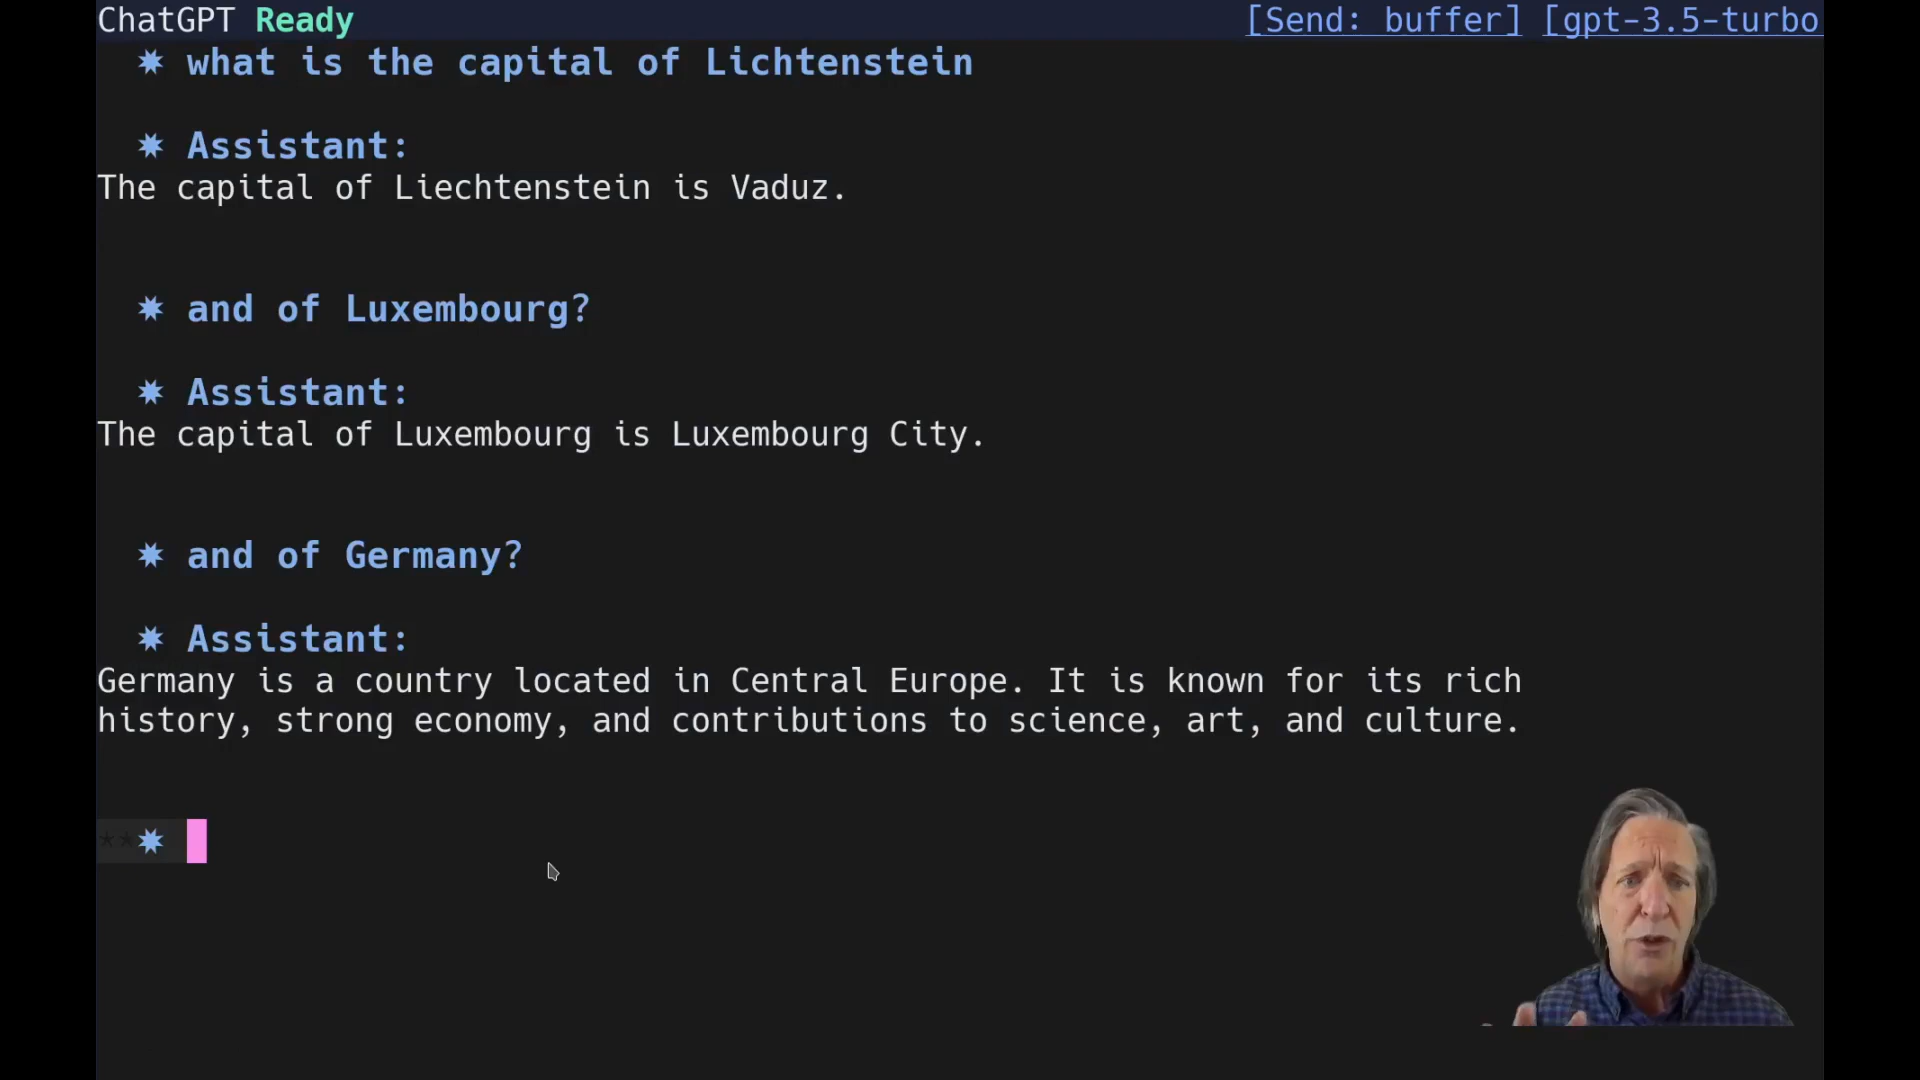 ChatGPT Ready [Send: buffer] [gpt-3.5-turbo
✸ what is the capital of Lichtenstein
✸ Assistant:
The capital of Liechtenstein is Vaduz.
✸ and of Luxembourg?
✸ Assistant:
The capital of Luxembourg is Luxembourg City.
✸ and of Germany?
✸ Assistant:
Germany is a country located in Central Europe. It is known for its rich
history, strong economy, and contributions to science, art, and culture.
**✸